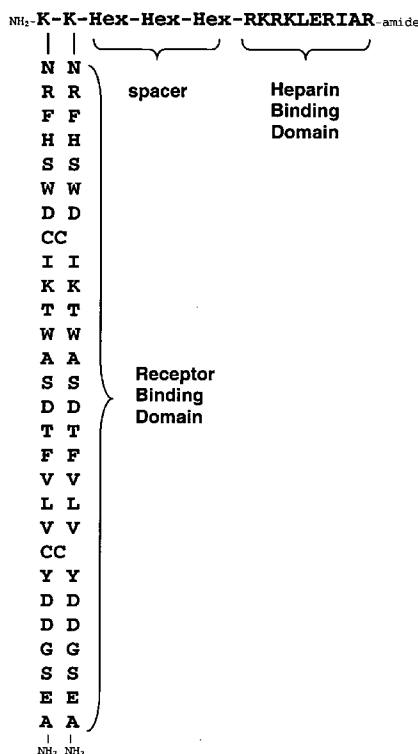 NH₂-K-K-Hex-Hex-Hex-RKRKLERIAR-amide
spacer
Heparin
Binding
Domain
N N
R R
F F
H H
S S
W W
D D
CC
I I
K K
T T
W W
A A
S S
D D
T T
F F
V V
L L
V V
CC
Y Y
D D
D D
G G
S S
E E
A A
NH₂ NH₂
Receptor
Binding
Domain